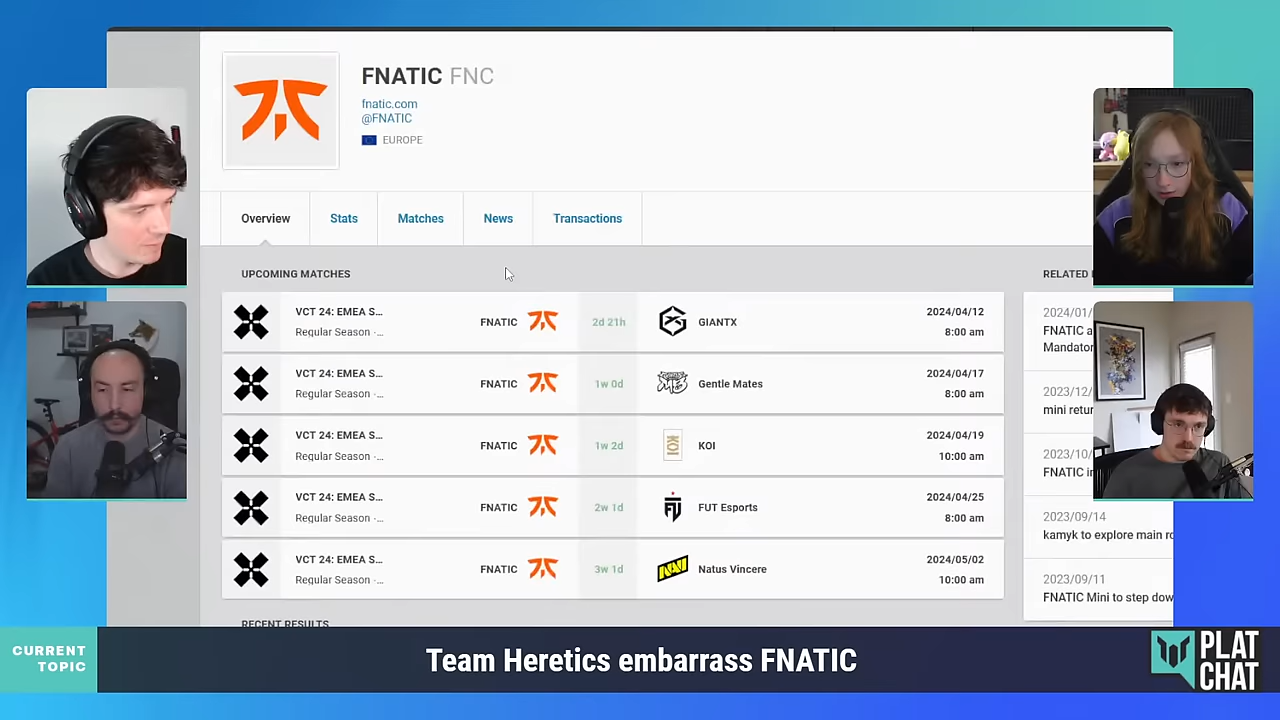 FNATIC FNC
fnatic.com
@FNATIC
EUROPE
Overview
Stats
Matches
News
Transactions
UPCOMING MATCHES
VCT 24: EMEA S...
Regular Season ·...
FNATIC
2d 21h
GIANTX
2024/04/12
8:00 am
VCT 24: EMEA S...
Regular Season ·...
FNATIC
1w 0d
Gentle Mates
2024/04/17
8:00 am
VCT 24: EMEA S...
Regular Season ·...
FNATIC
1w 2d
KOI
KOI
2024/04/19
10:00 am
VCT 24: EMEA S...
Regular Season ·...
FNATIC
2w 1d
FUT Esports
2024/04/25
8:00 am
VCT 24: EMEA S...
Regular Season ·...
FNATIC
3w 1d
Natus Vincere
2024/05/02
10:00 am
RECENT RESULTS
RELATED
2024/01/
FNATIC a
Mandator
2023/12/
mini retur
2023/10/
FNATIC in
2023/09/14
kamyk to explore main ro
2023/09/11
FNATIC Mini to step dow
CURRENT
TOPIC
Team Heretics embarrass FNATIC
PLAT
CHAT